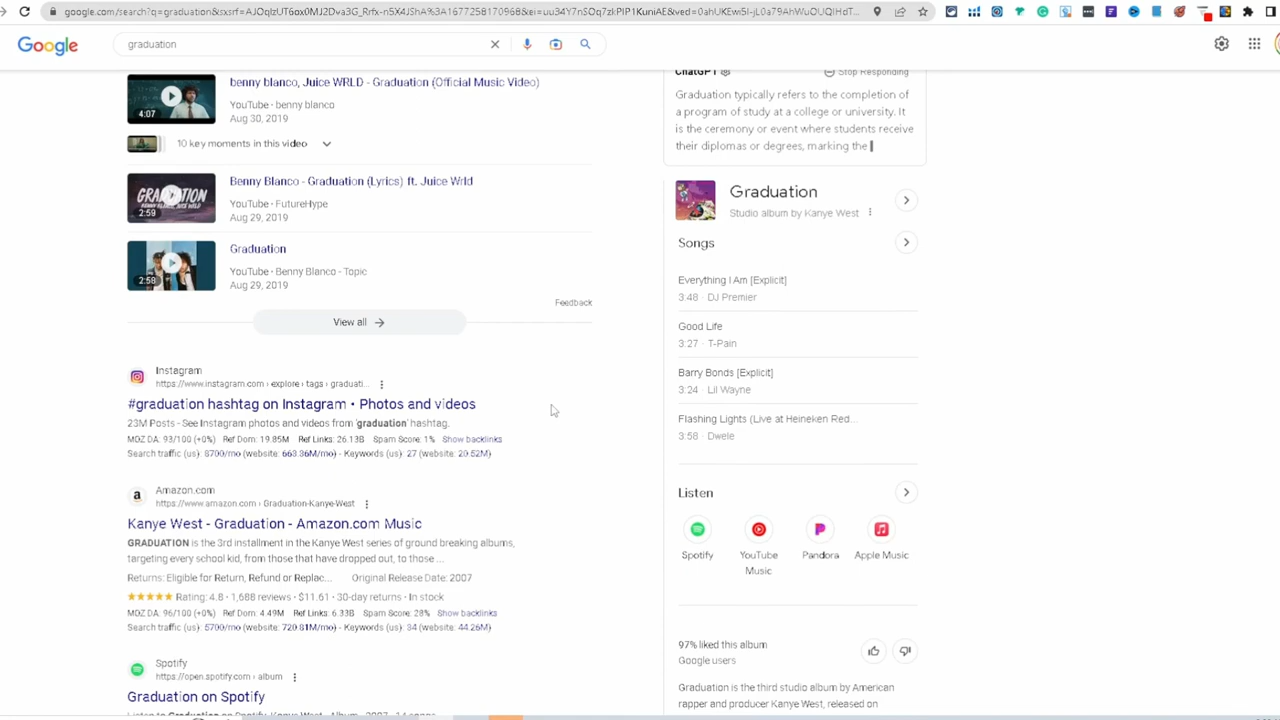 Google
graduation
benny blanco, Juice WRLD - Graduation (Official Music Video)
YouTube · benny blanco
Aug 30, 2019
4:07
10 key moments in this video
Benny Blanco - Graduation (Lyrics) ft. Juice Wrld
YouTube · FutureHype
Aug 29, 2019
GRADUATION
2:59
Graduation
YouTube · Benny Blanco - Topic
Aug 29, 2019
2:58
Feedback
View all
Instagram
https://www.instagram.com › explore › tags › graduati...
#graduation hashtag on Instagram • Photos and videos
23M Posts - See Instagram photos and videos from 'graduation' hashtag.
MOZ DA: 93/100 (+0%) Ref Dom: 19.85M Ref Links: 26.13B Spam Score: 1% Show backlinks
Search traffic (us): 8700/mo (website: 663.36M/mo) - Keywords (us): 27 (website: 20.52M)
Amazon.com
https://www.amazon.com › Graduation-Kanye-West
Kanye West - Graduation - Amazon.com Music
GRADUATION is the 3rd installment in the Kanye West series of ground breaking albums,
targeting every school kid, from those that have dropped out, to those ...
Returns: Eligible for Return, Refund or Replac... Original Release Date: 2007
Rating: 4.8 · 1,688 reviews · $11.61 · 30-day returns · In stock
MOZ DA: 96/100 (+0%) Ref Dom: 4.49M Ref Links: 6.33B Spam Score: 28% Show backlinks
Search traffic (us): 5700/mo (website: 720.81M/mo) - Keywords (us): 34 (website: 44.26M)
Spotify
https://open.spotify.com › album
Graduation on Spotify
ChatGPT
Stop Responding
Graduation typically refers to the completion of
a program of study at a college or university. It
is the ceremony or event where students receive
their diplomas or degrees, marking the
Graduation
Studio album by Kanye West
Songs
Everything I Am [Explicit]
3:48 · DJ Premier
Good Life
3:27 · T-Pain
Barry Bonds [Explicit]
3:24 · Lil Wayne
Flashing Lights (Live at Heineken Red...
3:58 · Dwele
Listen
Spotify
YouTube Music
Pandora
Apple Music
97% liked this album
Google users
Graduation is the third studio album by American
rapper and producer Kanye West, released on